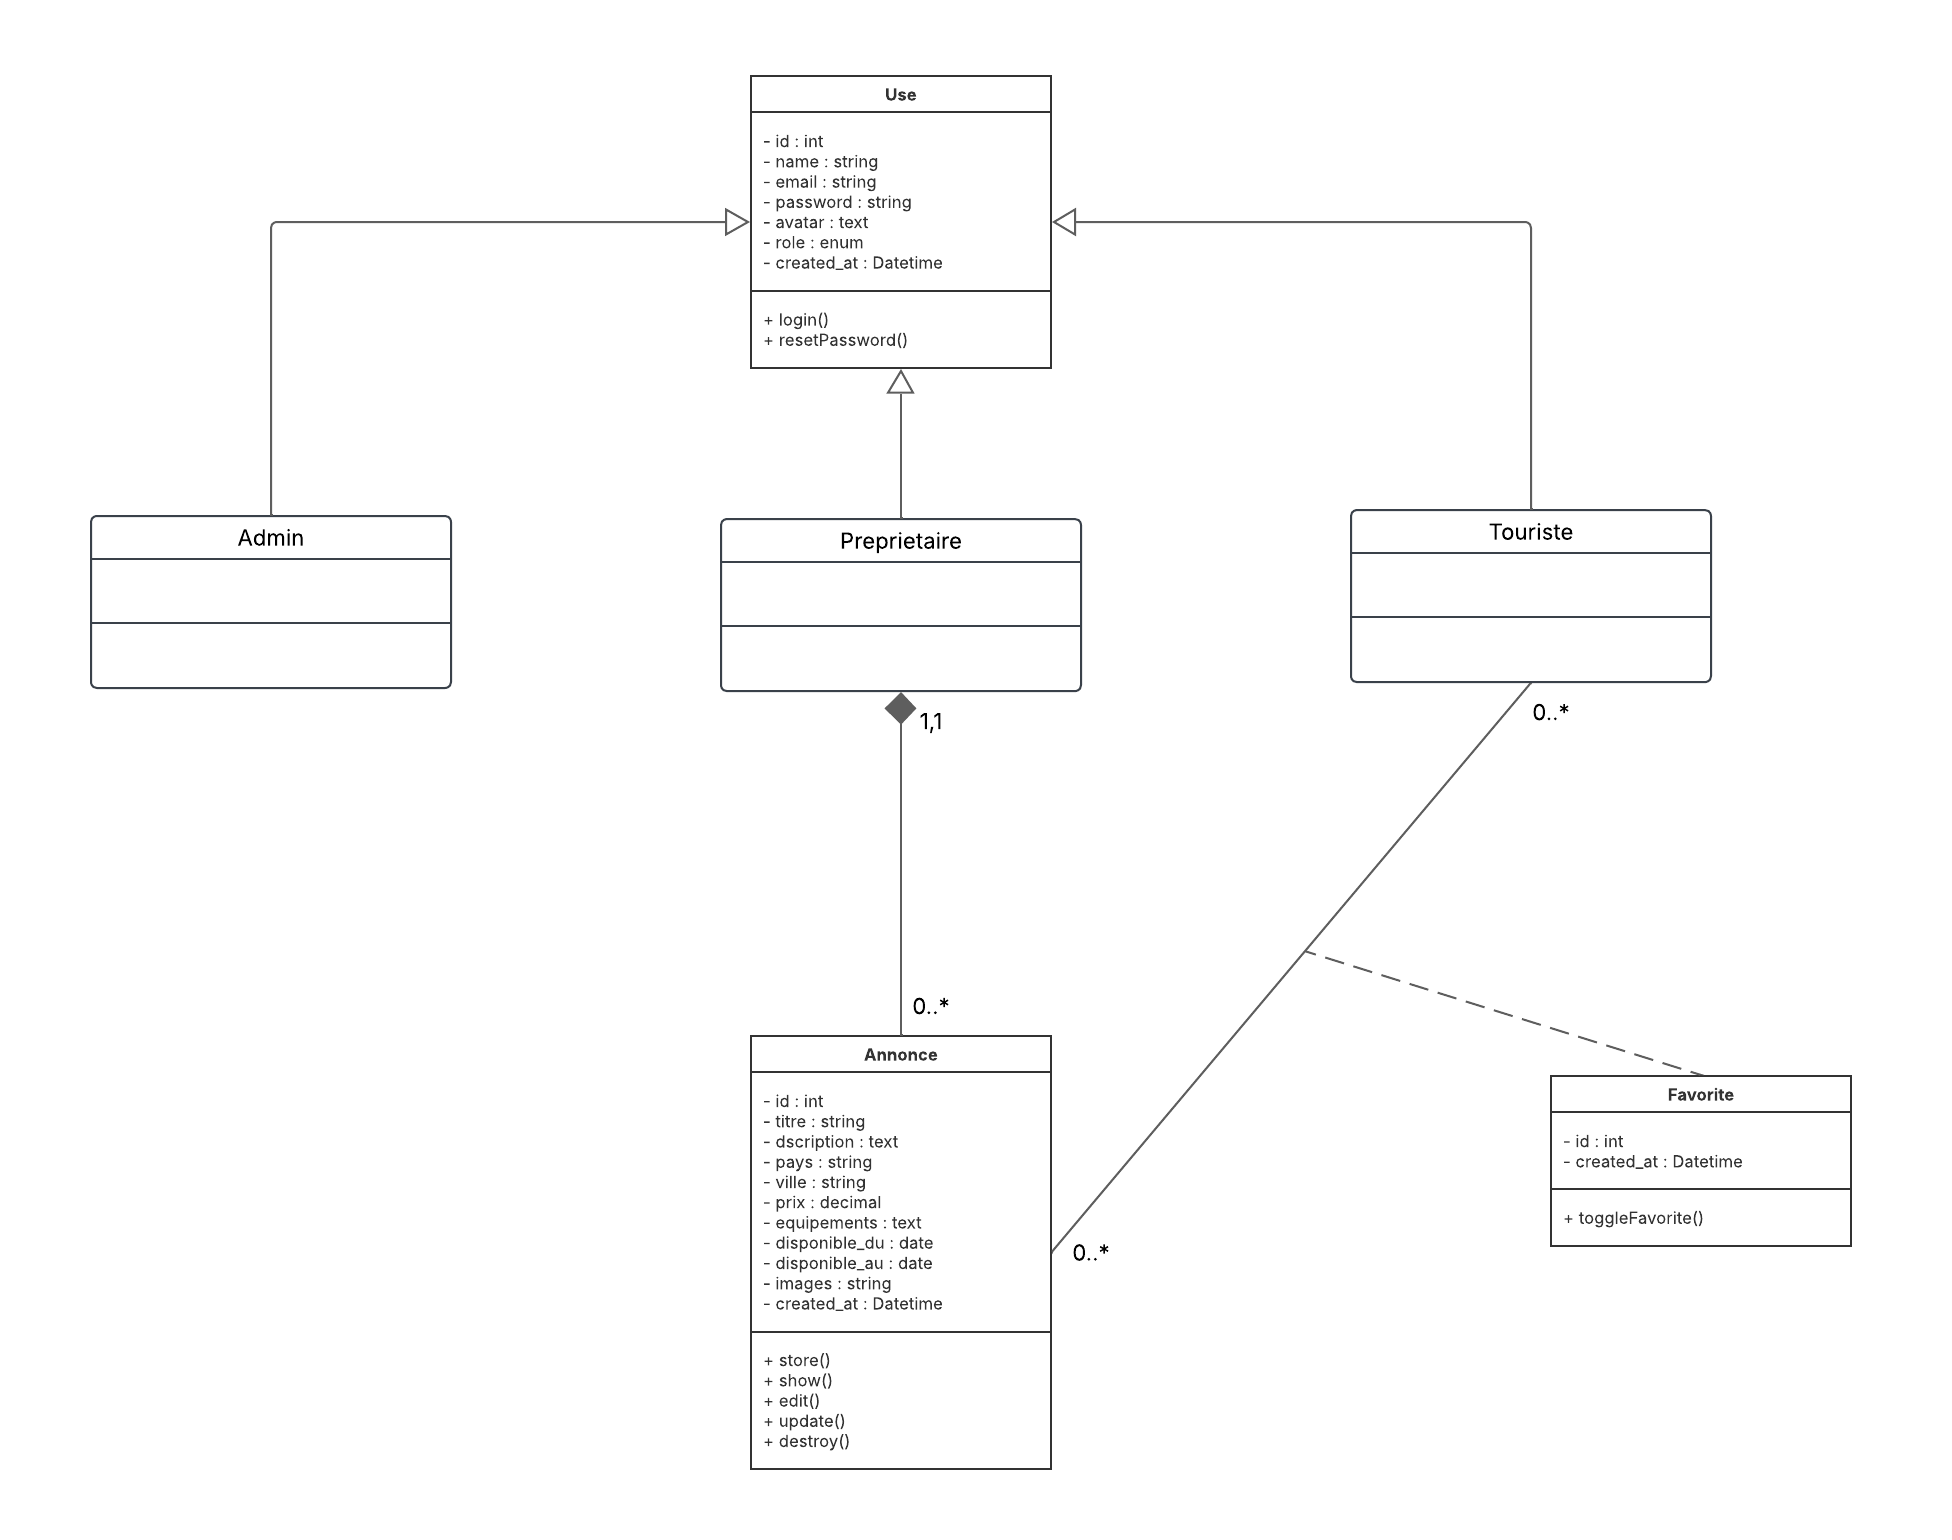 Use
- id : int
- name : string
- email : string
- password : string
- avatar : text
- role : enum
- created_at : Datetime
+ login()
+ resetPassword()
Admin
Preprietaire
Touriste
1,1
0..*
0..*
Annonce
- id : int
- titre : string
- dscription : text
- pays : string
- ville : string
- prix : decimal
- equipements : text
- disponible_du : date
- disponible_au : date
- images : string
- created_at : Datetime
+ store()
+ show()
+ edit()
+ update()
+ destroy()
0..*
Favorite
- id : int
- created_at : Datetime
+ toggleFavorite()